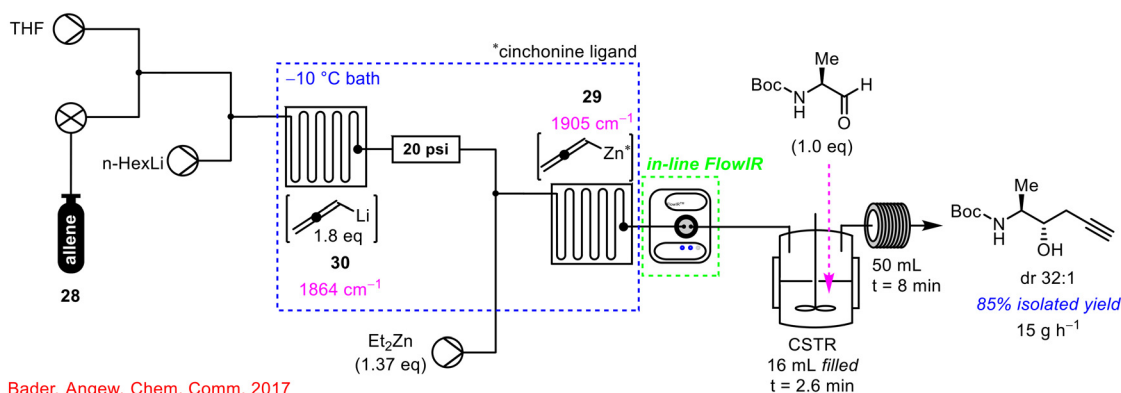 THF
n-HexLi
allene
28
–10 °C bath
*cinchonine ligand
20 psi
Li
1.8 eq
30
1864 cm⁻¹
29
1905 cm⁻¹
Zn*
Et₂Zn
(1.37 eq)
in-line FlowIR
Me
BocN
H
H
O
(1.0 eq)
CSTR
16 mL filled
t = 2.6 min
50 mL
t = 8 min
Me
BocN
H
OH
dr 32:1
85% isolated yield
15 g h⁻¹
Bader, Angew. Chem. Comm. 2017